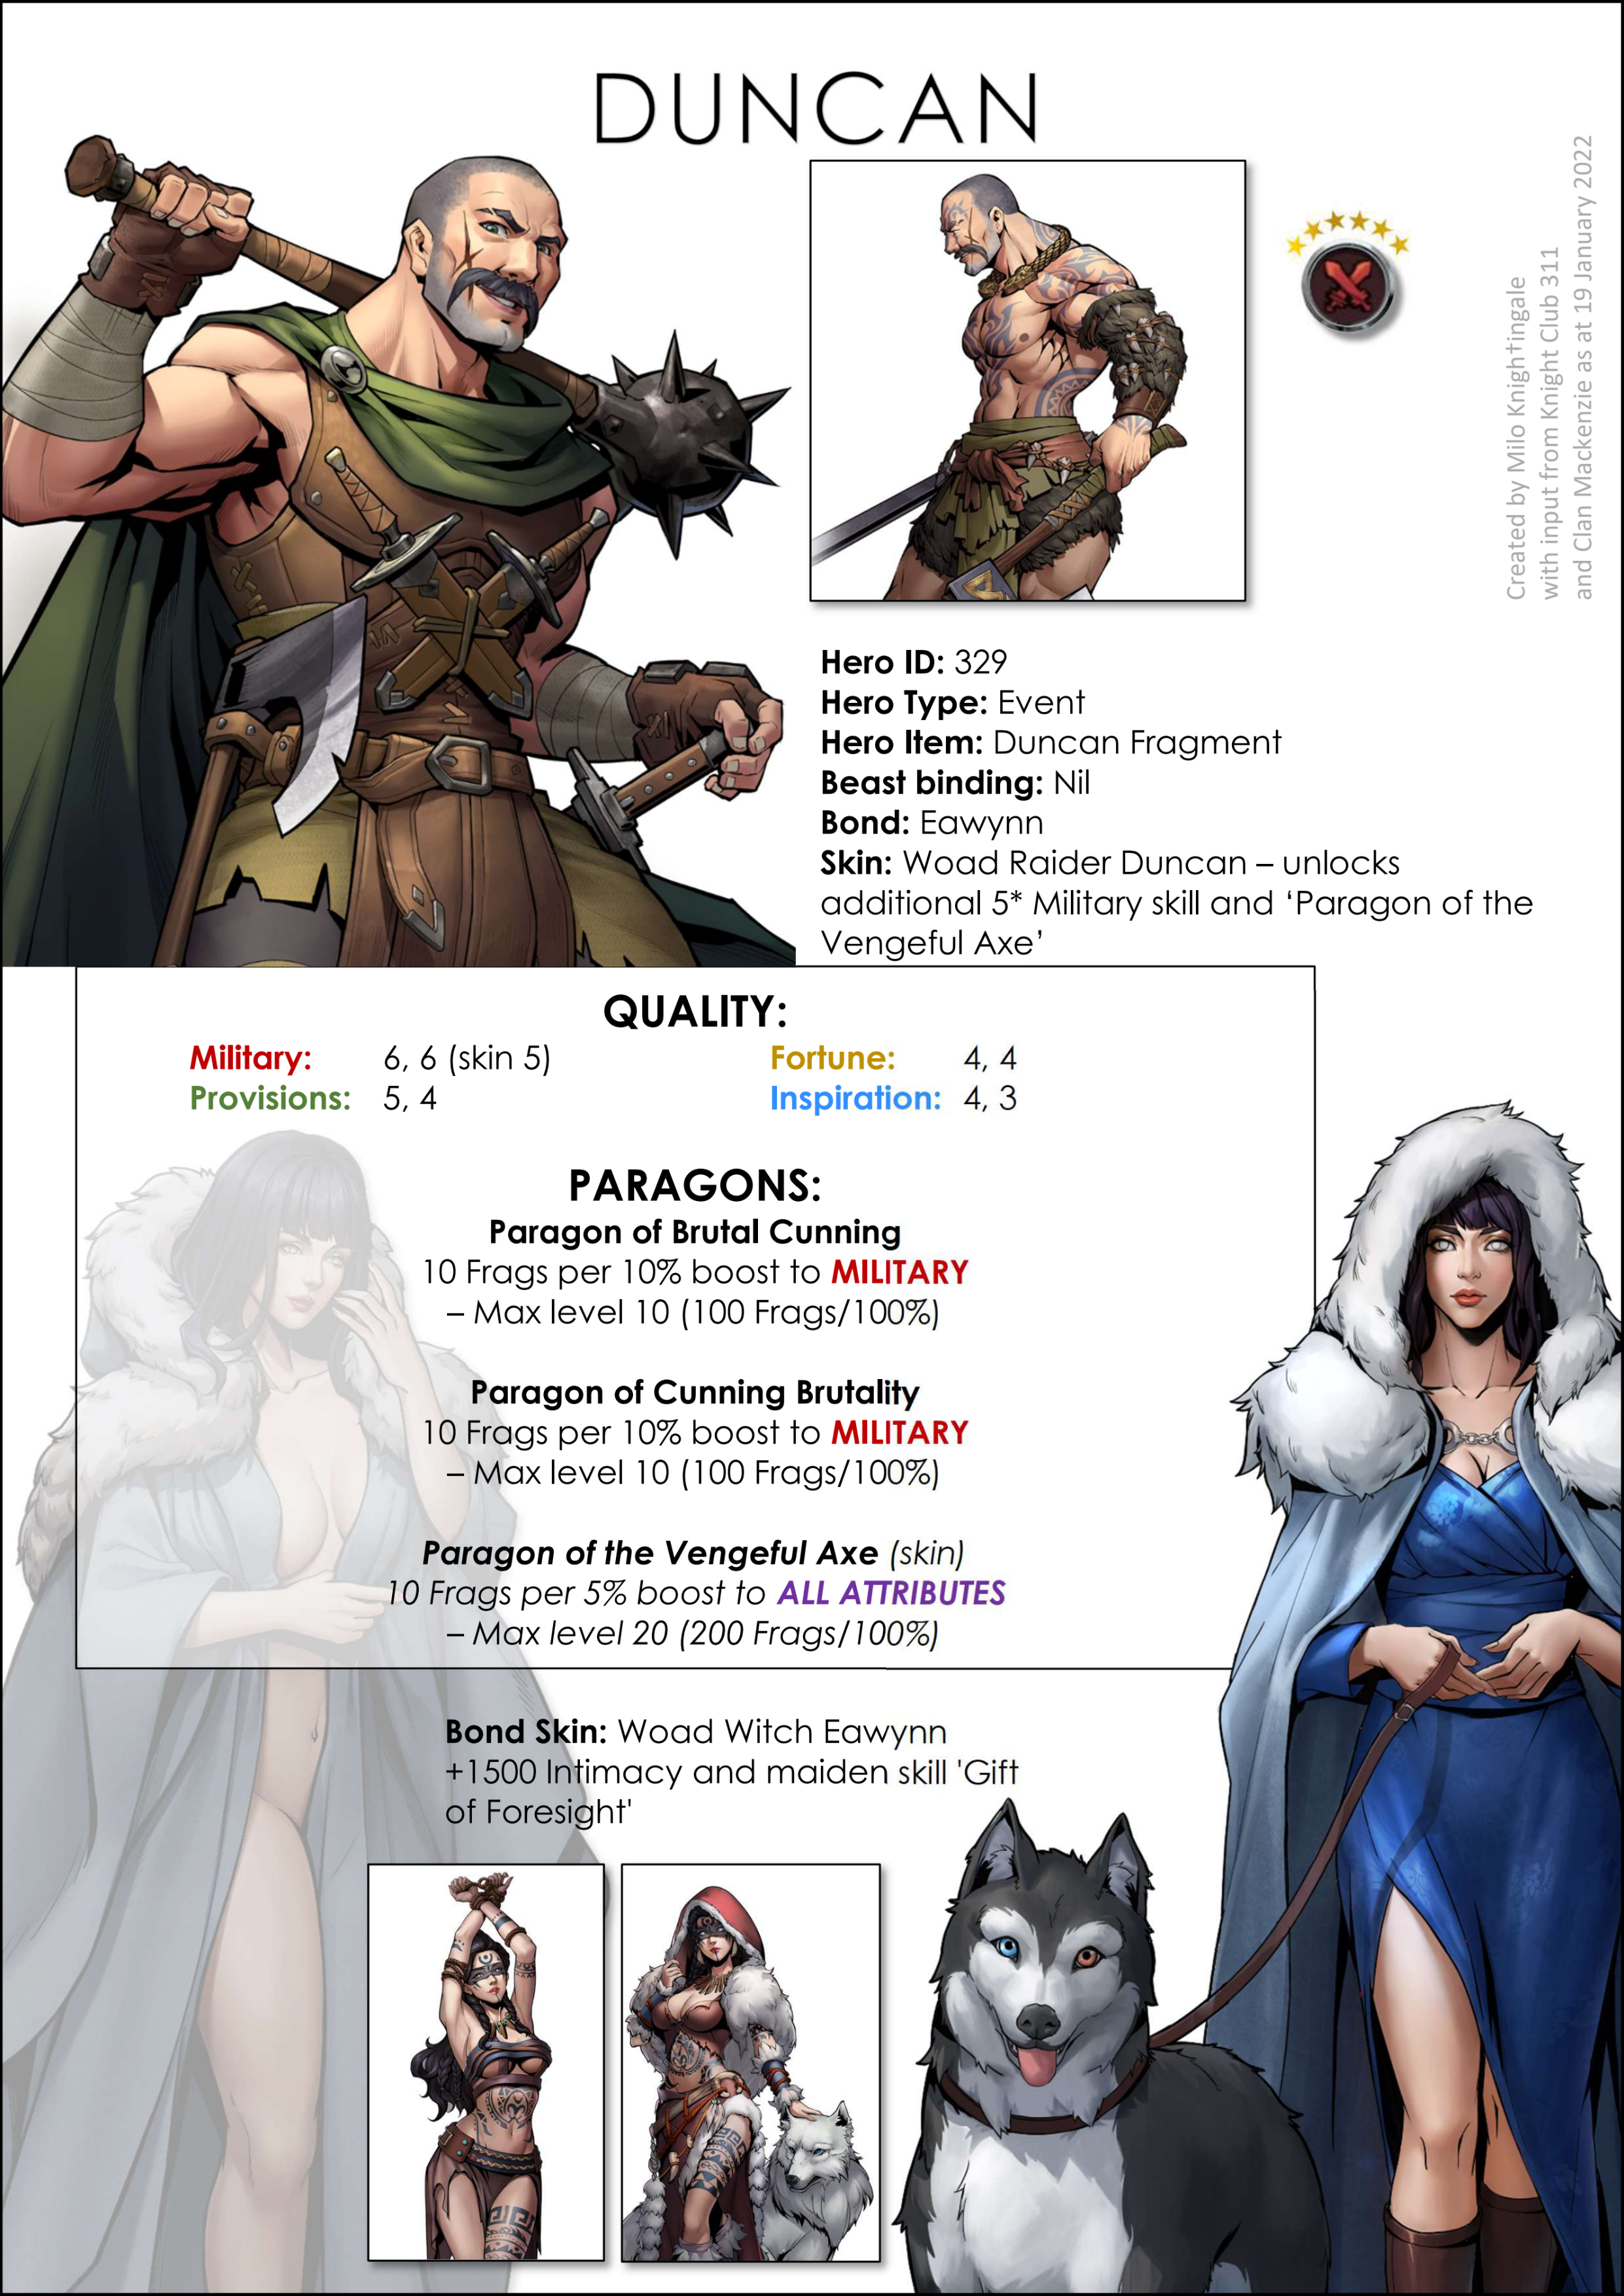 DUNCAN
Created by Milo Knightingale
with input from Knight Club 311
and Clan Mackenzie as at 19 January 2022
Hero ID: 329
Hero Type: Event
Hero Item: Duncan Fragment
Beast binding: Nil
Bond: Eawynn
Skin: Woad Raider Duncan – unlocks
additional 5* Military skill and ‘Paragon of the
Vengeful Axe’
QUALITY:
Military: 6, 6 (skin 5) Fortune: 4, 4
Provisions: 5, 4 Inspiration: 4, 3
PARAGONS:
Paragon of Brutal Cunning
10 Frags per 10% boost to MILITARY
– Max level 10 (100 Frags/100%)
Paragon of Cunning Brutality
10 Frags per 10% boost to MILITARY
– Max level 10 (100 Frags/100%)
Paragon of the Vengeful Axe (skin)
10 Frags per 5% boost to ALL ATTRIBUTES
– Max level 20 (200 Frags/100%)
Bond Skin: Woad Witch Eawynn
+1500 Intimacy and maiden skill 'Gift
of Foresight'